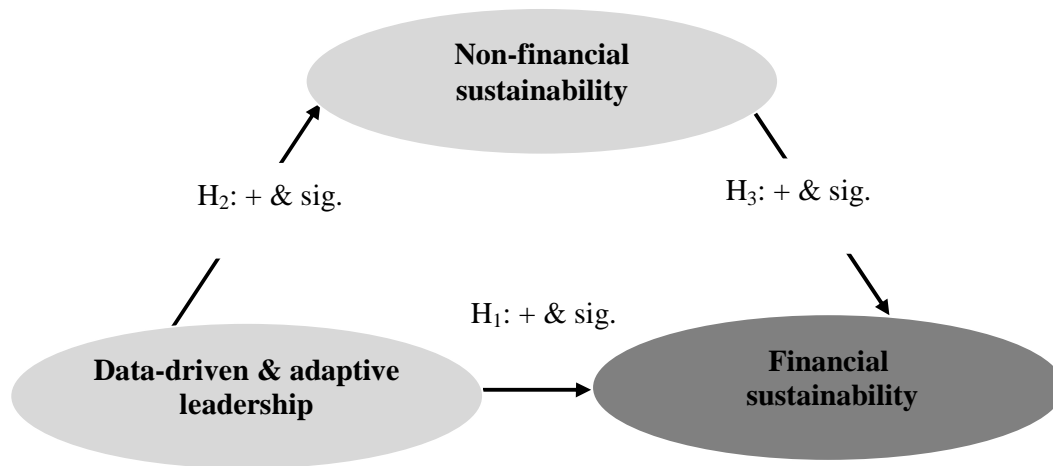 Non-financial
sustainability
H₂: + & sig.
H₃: + & sig.
H₁: + & sig.
Data-driven & adaptive
leadership
Financial
sustainability